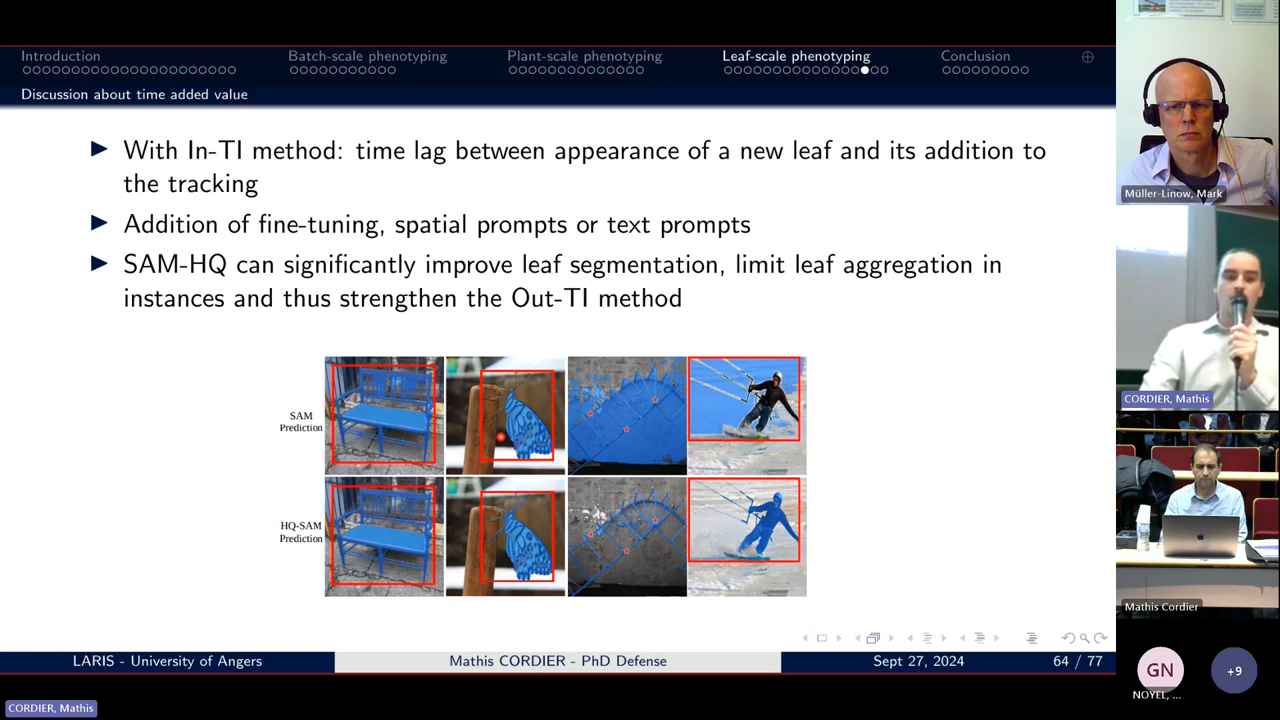 Introduction
Batch-scale phenotyping
Plant-scale phenotyping
Leaf-scale phenotyping
Conclusion
Discussion about time added value
With In-TI method: time lag between appearance of a new leaf and its addition to
the tracking
Addition of fine-tuning, spatial prompts or text prompts
SAM-HQ can significantly improve leaf segmentation, limit leaf aggregation in
instances and thus strengthen the Out-TI method
SAM
Prediction
HQ-SAM
Prediction
LARIS - University of Angers
Mathis CORDIER - PhD Defense
Sept 27, 2024
64 / 77
CORDIER, Mathis
Müller-Linow, Mark
CORDIER, Mathis
Mathis Cordier
GN
NOYEL, ...
+9